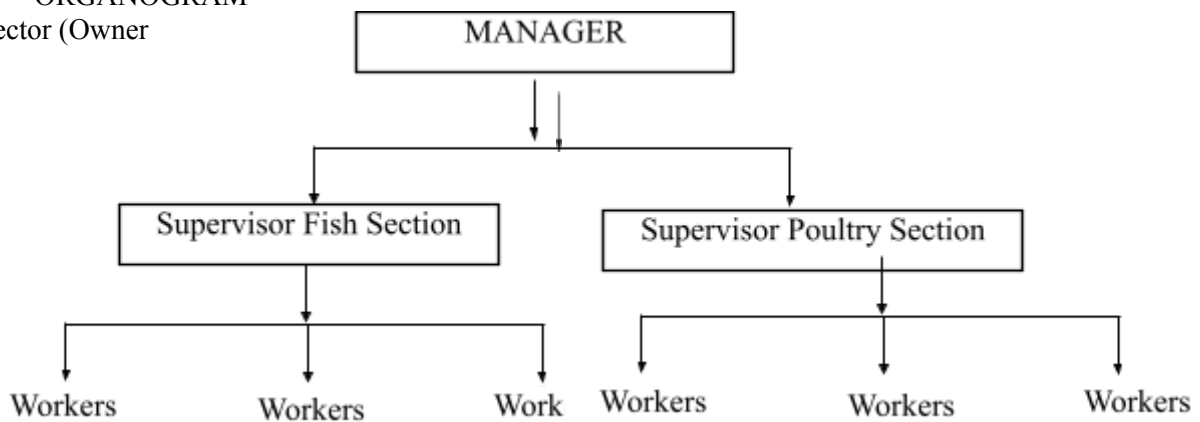 ORGANOGRAM
ector (Owner
MANAGER
Supervisor Fish Section
Supervisor Poultry Section
Workers
Workers
Work
Workers
Workers
Workers